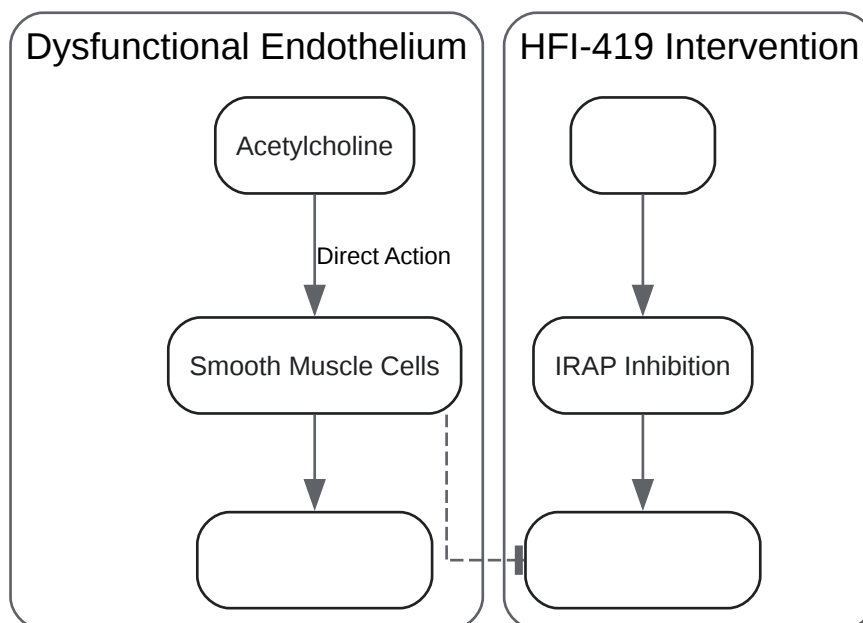 Dysfunctional Endothelium
HFI-419 Intervention
Acetylcholine
Direct Action
Smooth Muscle Cells
IRAP Inhibition